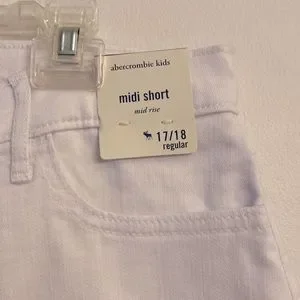 abercrombie kids
midi short
mid rise
17/18
regular